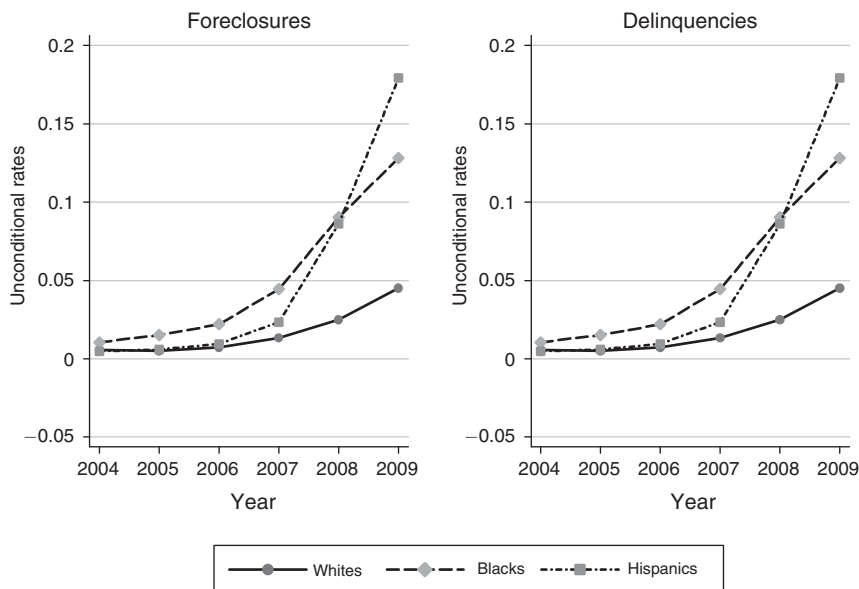 Foreclosures
Unconditional rates
0.2
0.15
0.1
0.05
0
−0.05
2004 2005 2006 2007 2008 2009
Year
Delinquencies
Unconditional rates
0.2
0.15
0.1
0.05
0
−0.05
2004 2005 2006 2007 2008 2009
Year
Whites Blacks Hispanics